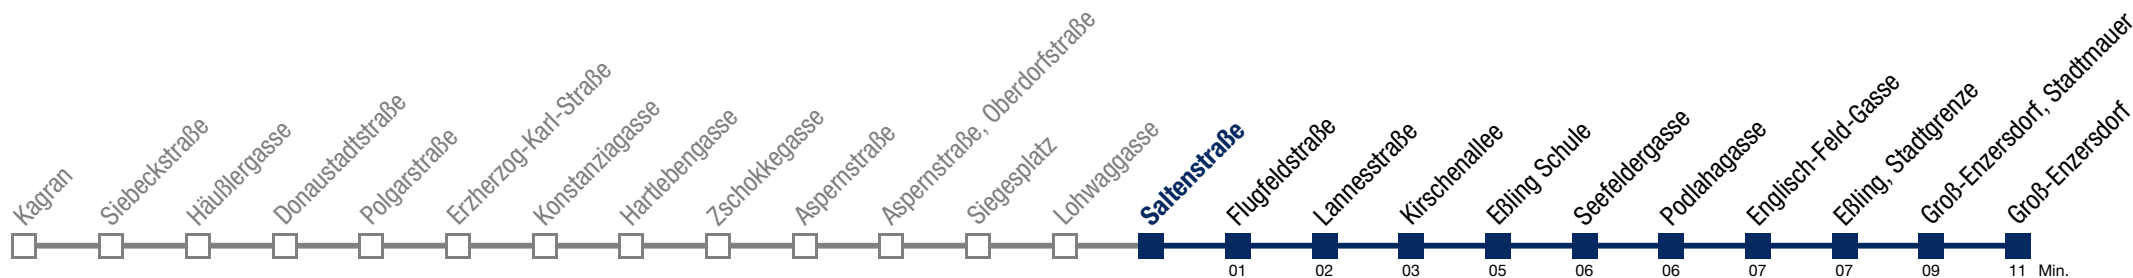 Kagran
Siebeckstraße
Häußlergasse
Donaustadtstraße
Polgarstraße
Erzherzog-Karl-Straße
Konstanziagasse
Hartlebengasse
Zschokkegasse
Aspernstraße
Aspernstraße, Oberdorfstraße
Siegesplatz
Lohwaggasse
Saltenstraße
Flugfeldstraße
Lannesstraße
Kirschenallee
Eßling Schule
Seefeldergasse
Podlahagasse
Englisch-Feld-Gasse
Eßling, Stadtgrenze
Groß-Enzersdorf, Stadtmauer
Groß-Enzersdorf
01 02 03 05 06 06 07 07 09 11 Min.